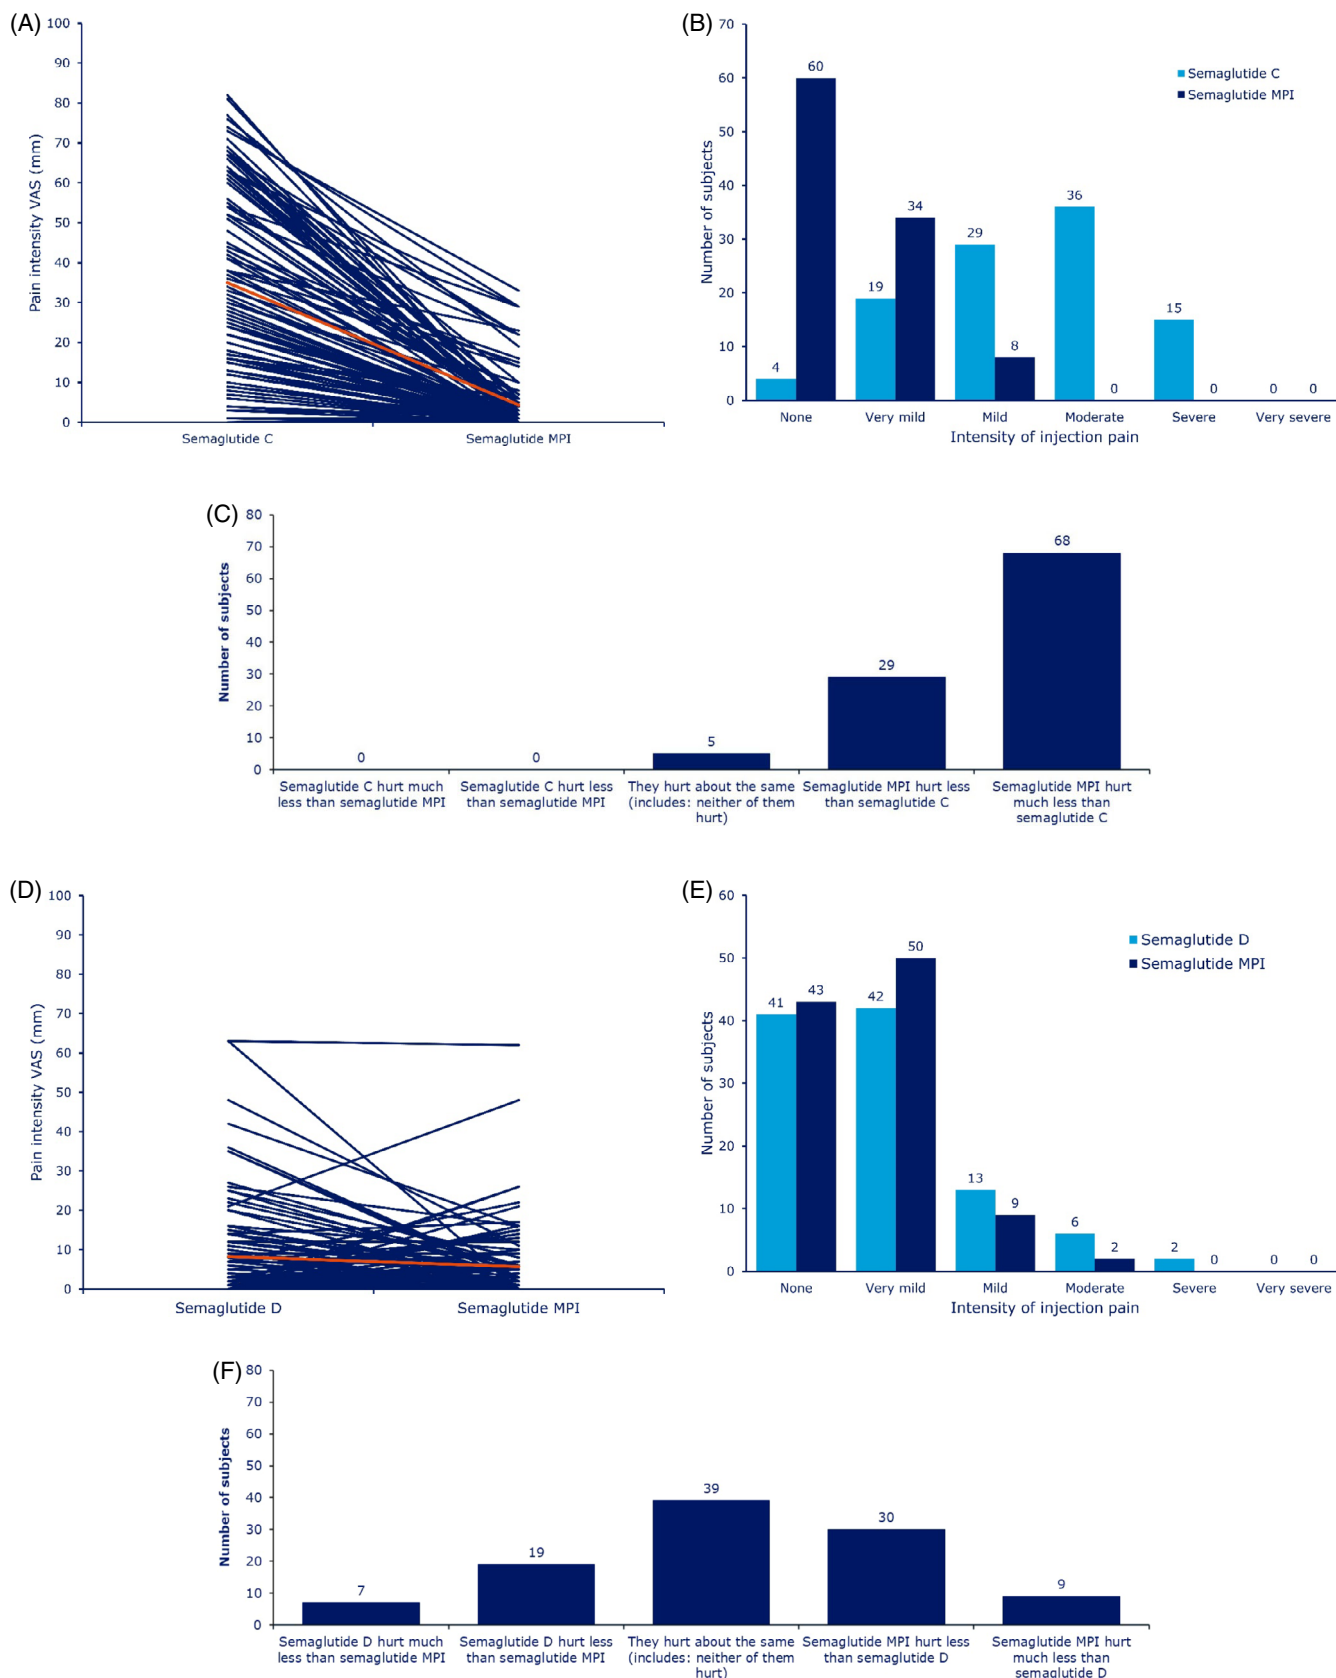 (A)
100
90
80
70
60
50
40
30
20
10
0
Pain intensity VAS (mm)
Semaglutide C
Semaglutide MPI
(B)
70
60
50
40
30
20
10
0
Number of subjects
Semaglutide C
Semaglutide MPI
4
60
19
34
29
8
36
0
15
0
0
0
None
Very mild
Mild
Moderate
Severe
Very severe
Intensity of injection pain
(C)
80
70
60
50
40
30
20
10
0
Number of subjects
0
0
5
29
68
Semaglutide C hurt much
less than semaglutide MPI
Semaglutide C hurt less
than semaglutide MPI
They hurt about the same
(includes: neither of them
hurt)
Semaglutide MPI hurt less
than semaglutide C
Semaglutide MPI hurt
much less than
semaglutide C
(D)
100
90
80
70
60
50
40
30
20
10
0
Pain intensity VAS (mm)
Semaglutide D
Semaglutide MPI
(E)
60
50
40
30
20
10
0
Number of subjects
Semaglutide D
Semaglutide MPI
41
43
42
50
13
9
6
2
2
0
0
0
None
Very mild
Mild
Moderate
Severe
Very severe
Intensity of injection pain
(F)
80
70
60
50
40
30
20
10
0
Number of subjects
7
19
39
30
9
Semaglutide D hurt much
less than semaglutide MPI
Semaglutide D hurt less
than semaglutide MPI
They hurt about the same
(includes: neither of them
hurt)
Semaglutide MPI hurt less
than semaglutide D
Semaglutide MPI hurt
much less than
semaglutide D